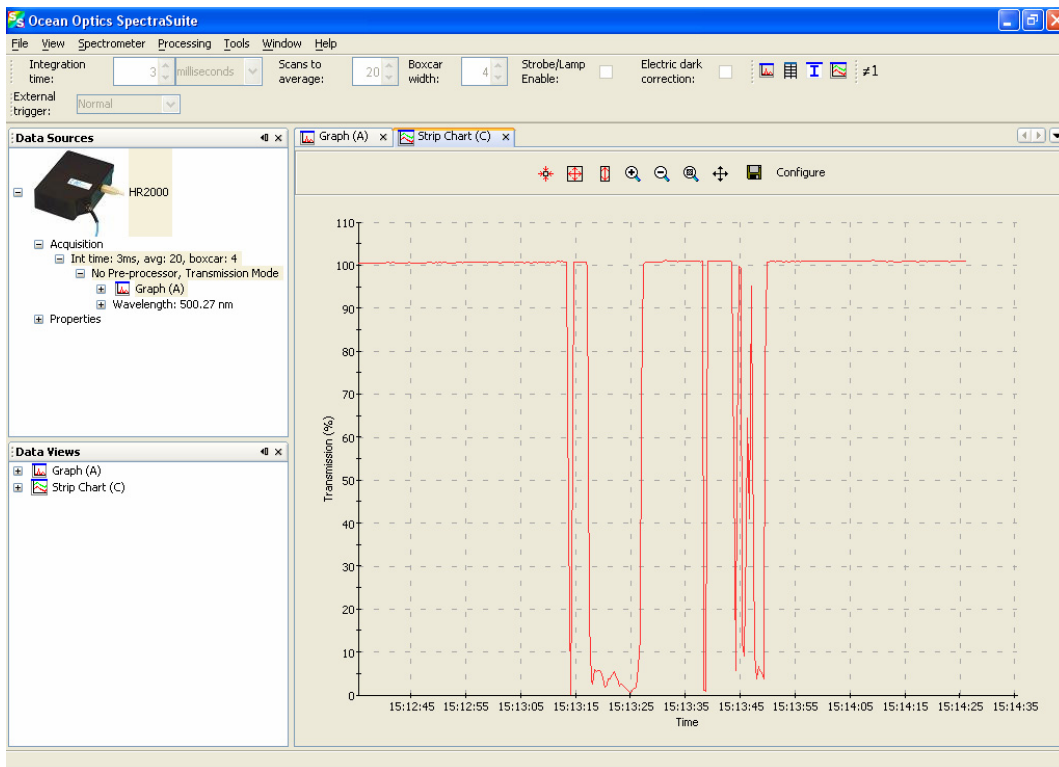 Ocean Optics SpectraSuite
File View Spectrometer Processing Tools Window Help
Integration time: 3 milliseconds Scans to average: 20 Boxcar width: 4 Strobe/Lamp Enable: Electric dark correction: ≠1
External trigger: Normal
Data Sources
Graph (A) Strip Chart (C)
HR2000
Configure
Acquisition
Int time: 3ms, avg: 20, boxcar: 4
No Pre-processor, Transmission Mode
Graph (A)
Wavelength: 500.27 nm
Properties
Data Views
Graph (A)
Strip Chart (C)
110
100
90
80
70
60
50
40
30
20
10
0
Transmission (%)
15:12:45 15:12:55 15:13:05 15:13:15 15:13:25 15:13:35 15:13:45 15:13:55 15:14:05 15:14:15 15:14:25 15:14:35
Time